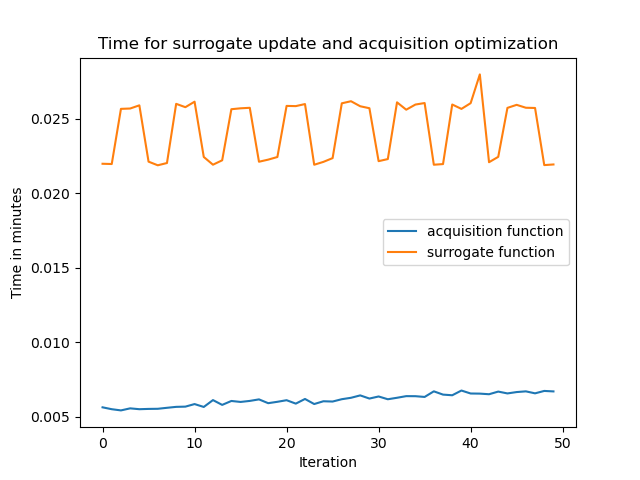 Time for surrogate update and acquisition optimization
Time in minutes
0.025
0.020
0.015
0.010
0.005
acquisition function
surrogate function
0 10 20 30 40 50
Iteration